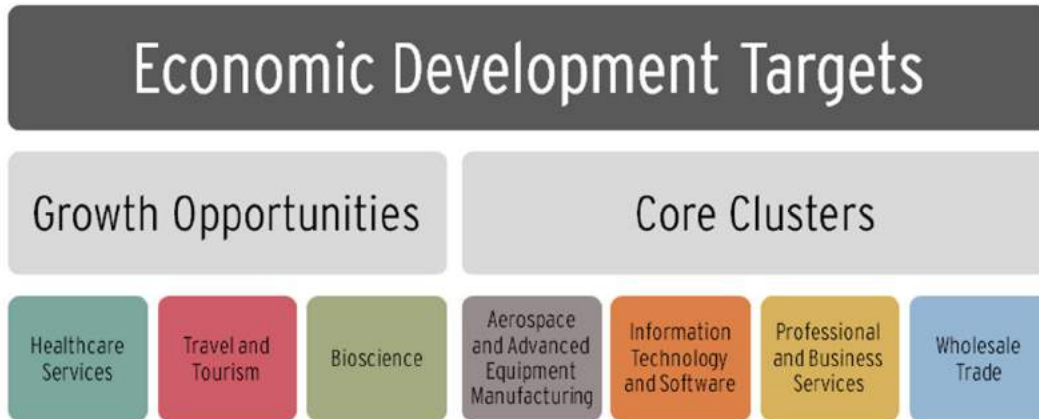 Economic Development Targets
Growth Opportunities
Core Clusters
Healthcare
Services
Travel and
Tourism
Bioscience
Aerospace
and Advanced
Equipment
Manufacturing
Information
Technology
and Software
Professional
and Business
Services
Wholesale
Trade